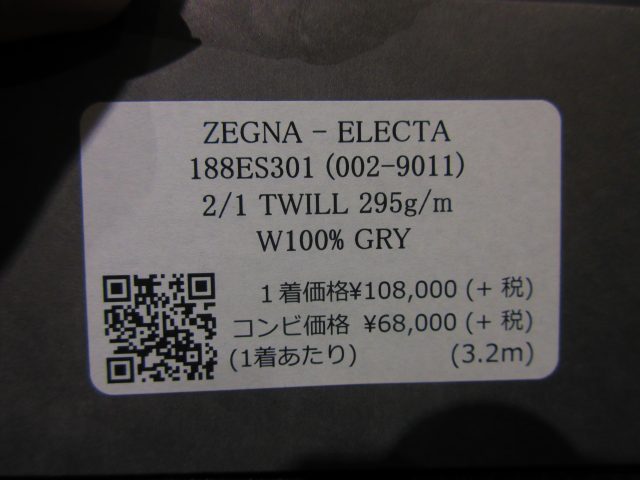 ZEGNA - ELECTA
188ES301 (002-9011)
2/1 TWILL 295g/m
W100% GRY
1着価格¥108,000 (+ 税)
コンビ価格 ¥68,000 (+ 税)
(1着あたり) (3.2m)